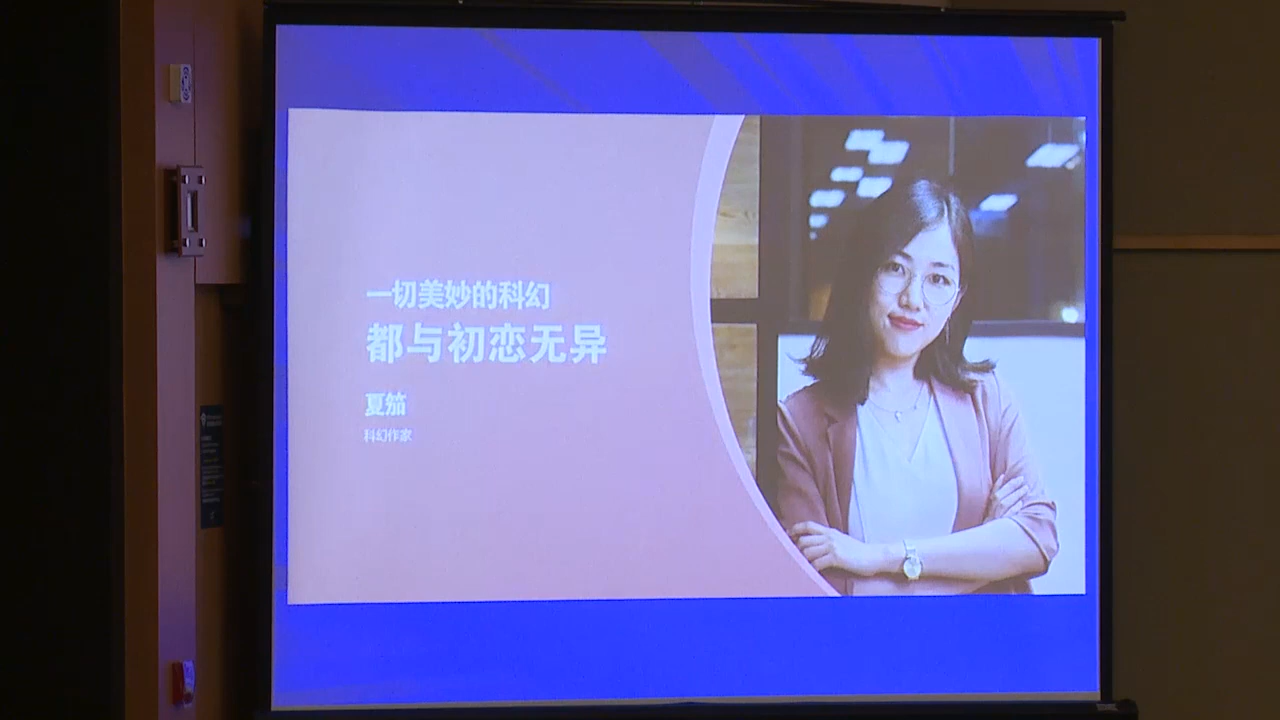 一切美妙的科幻
都与初恋无异
夏笳
科幻作家